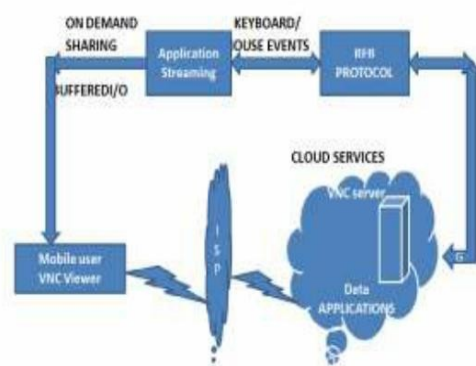 ON DEMAND
SHARING
KEYBOARD/
OUSE EVENTS
Application
Streaming
RFB
PROTOCOL
UFFEREDI/O
CLOUD SERVICES
VNC server
I
S
P
Mobile user
VNC Viewer
G
Data
APPLICATIONS